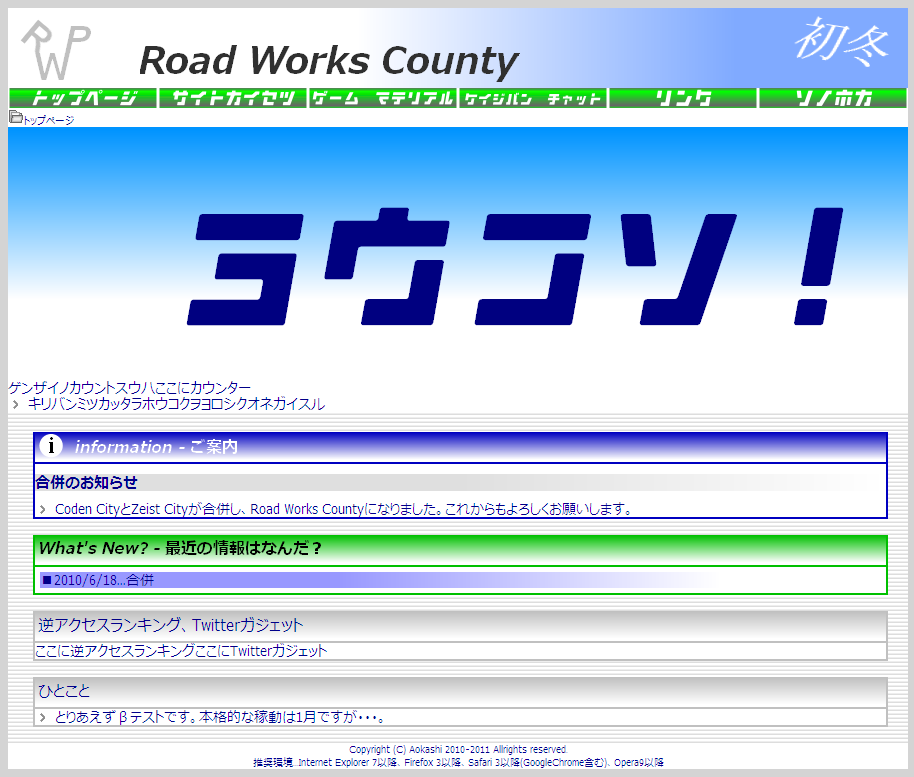 RWP
Road Works County
初冬
トップページ サイトカイセツ ゲーム マテリアル ケイジバン チャット リンク ソノホカ
トップページ
ヨウコソ!
ゲンザイノカウントスウハここにカウンター
キリバンミツカッタラホウコクヲヨロシクオネガイスル
i information - ご案内
合併のお知らせ
Coden CityとZeist Cityが合併し、Road Works Countyになりました。これからもよろしくお願いします。
What's New? - 最近の情報はなんだ？
■2010/6/18...合併
逆アクセスランキング、Twitterガジェット
ここに逆アクセスランキングここにTwitterガジェット
ひとこと
とりあえずβテストです。本格的な稼動は1月ですが・・・。
Copyright (C) Aokashi 2010-2011 Allrights reserved.
推奨環境...Internet Explorer 7以降、Firefox 3以降、Safari 3以降(GoogleChrome含む)、Opera9以降